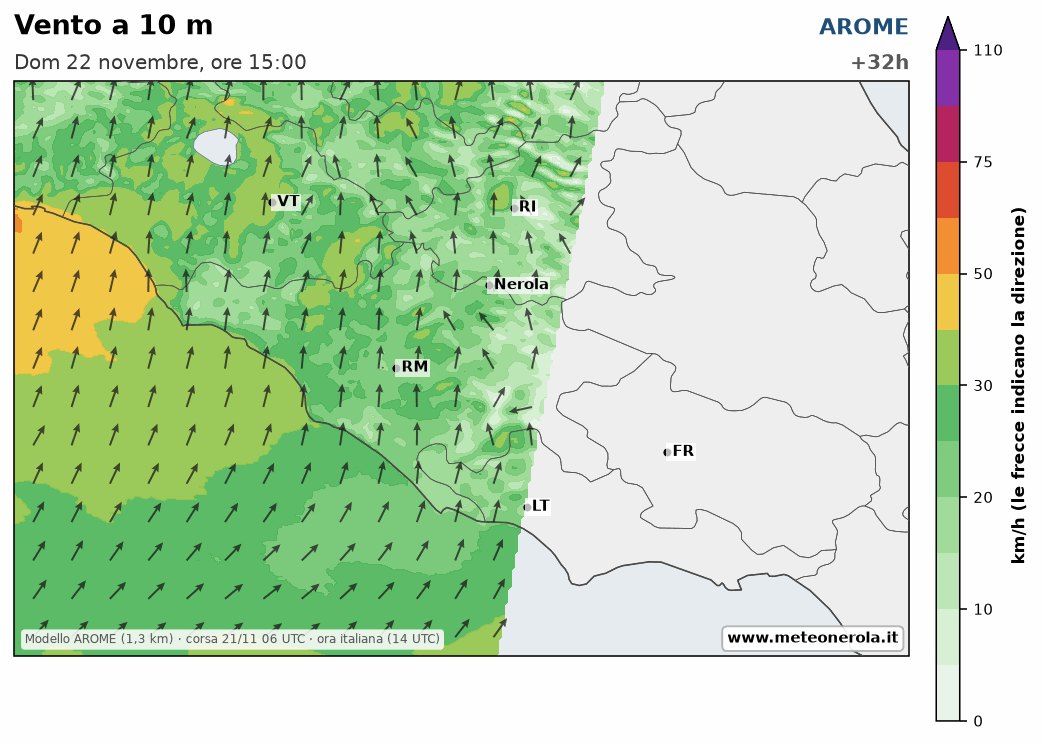 Vento a 10 m
AROME
Dom 22 novembre, ore 15:00
+32h
110
75
50
30
20
10
0
km/h (le frecce indicano la direzione)
VT
RI
Nerola
RM
FR
LT
Modello AROME (1,3 km) · corsa 21/11 06 UTC · ora italiana (14 UTC)
www.meteonerola.it